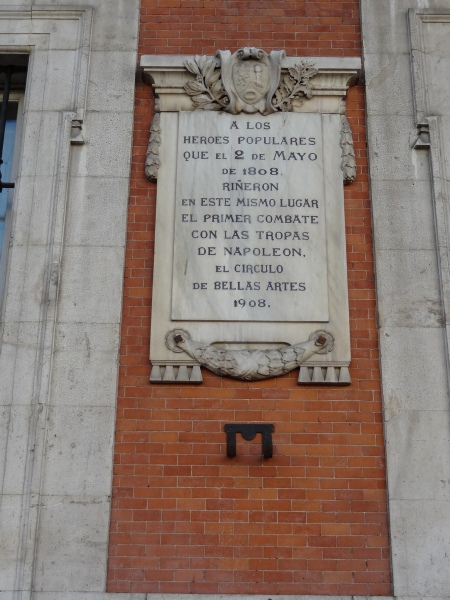 A LOS
HEROES POPULARES
QUE EL 2 DE MAYO
DE 1808.
RIÑERON
EN ESTE MISMO LUGAR
EL PRIMER COMBATE
CON LAS TROPAS
DE NAPOLEON,
EL CIRCULO
DE BELLAS ARTES
1908.